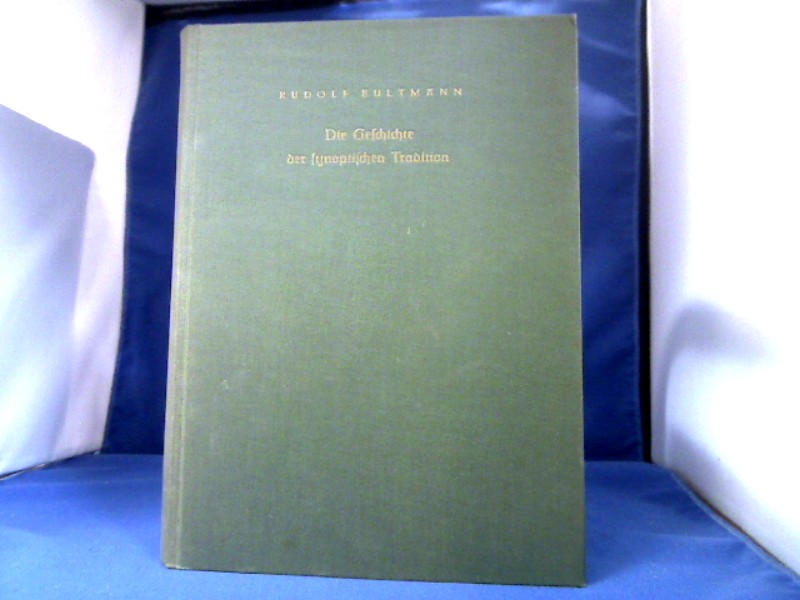 RUDOLF BULTMANN
Die Geschichte
der synoptischen Tradition